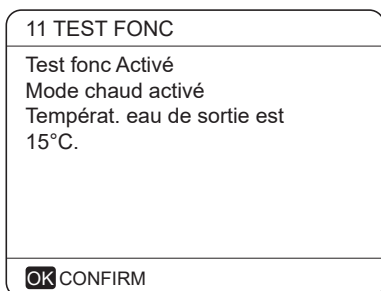 11 TEST FONC
Test fonc Activé
Mode chaud activé
Températ. eau de sortie est
15°C.
OK CONFIRM